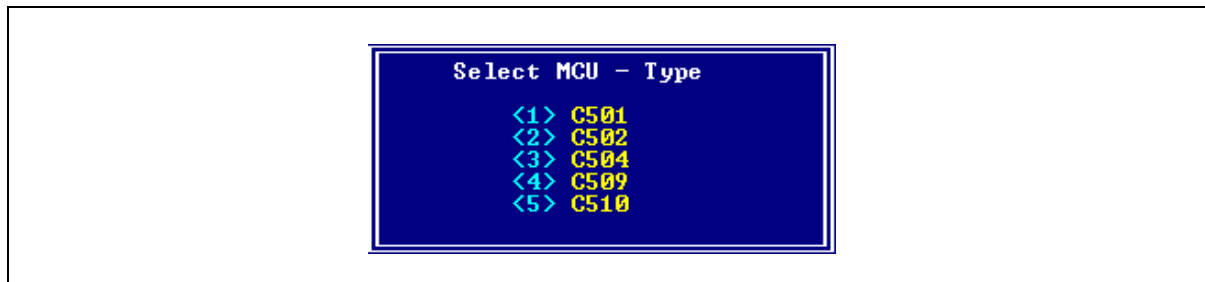 Select MCU - Type
<1> C501
<2> C502
<3> C504
<4> C509
<5> C510